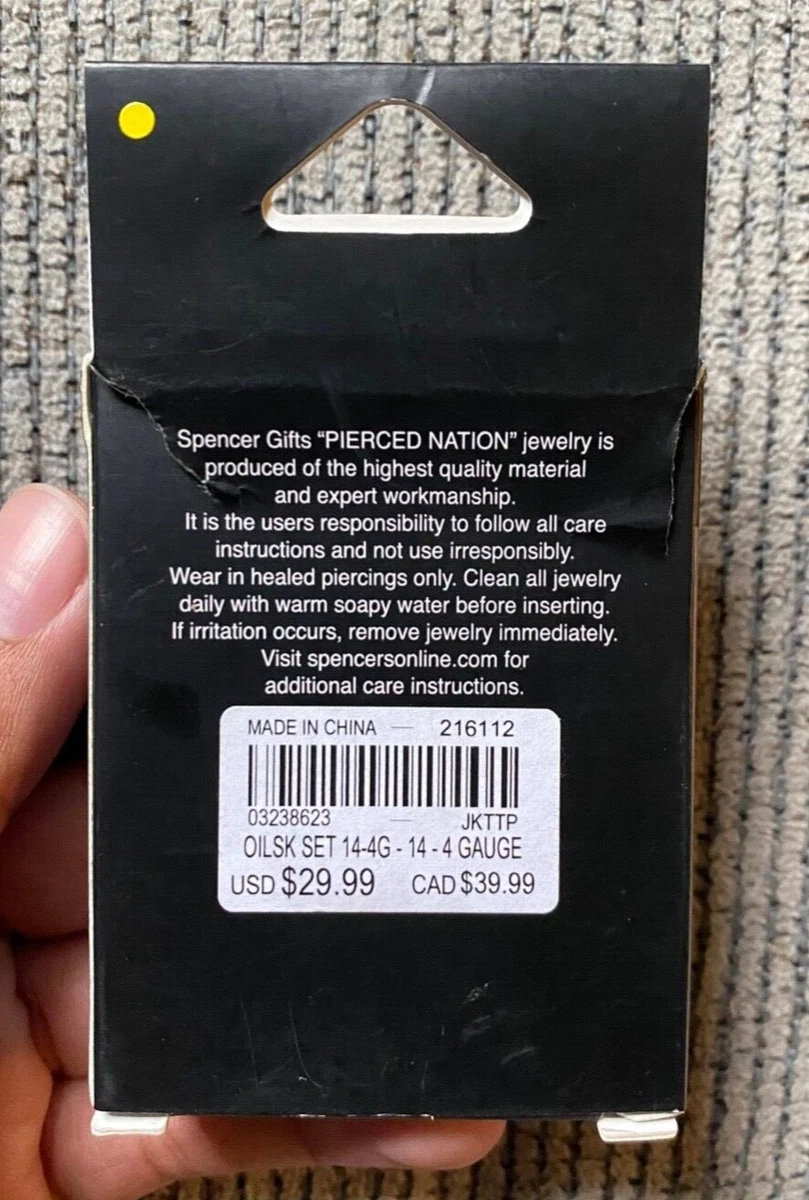 Spencer Gifts “PIERCED NATION” jewelry is
produced of the highest quality material
and expert workmanship.
It is the users responsibility to follow all care
instructions and not use irresponsibly.
Wear in healed piercings only. Clean all jewelry
daily with warm soapy water before inserting.
If irritation occurs, remove jewelry immediately.
Visit spencersonline.com for
additional care instructions.
MADE IN CHINA — 216112
03238623 — JKTTP
OILSK SET 14-4G - 14 - 4 GAUGE
USD $29.99 CAD $39.99